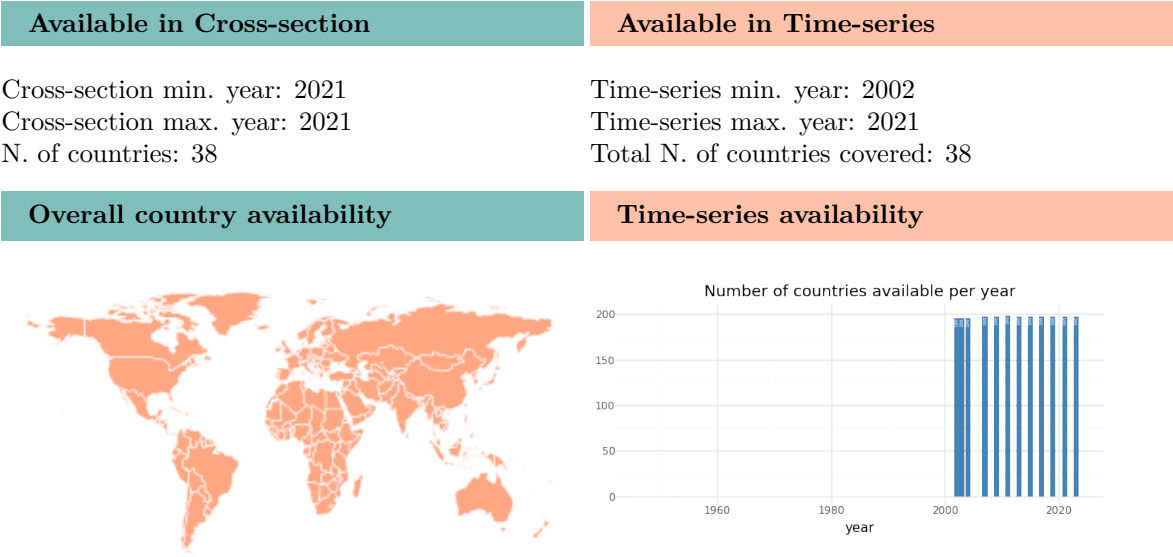 Available in Cross-section
Available in Time-series
Cross-section min. year: 2021
Cross-section max. year: 2021
N. of countries: 38
Time-series min. year: 2002
Time-series max. year: 2021
Total N. of countries covered: 38
Overall country availability
Time-series availability
Number of countries available per year
200
150
100
50
0
1960
1980
2000
2020
year